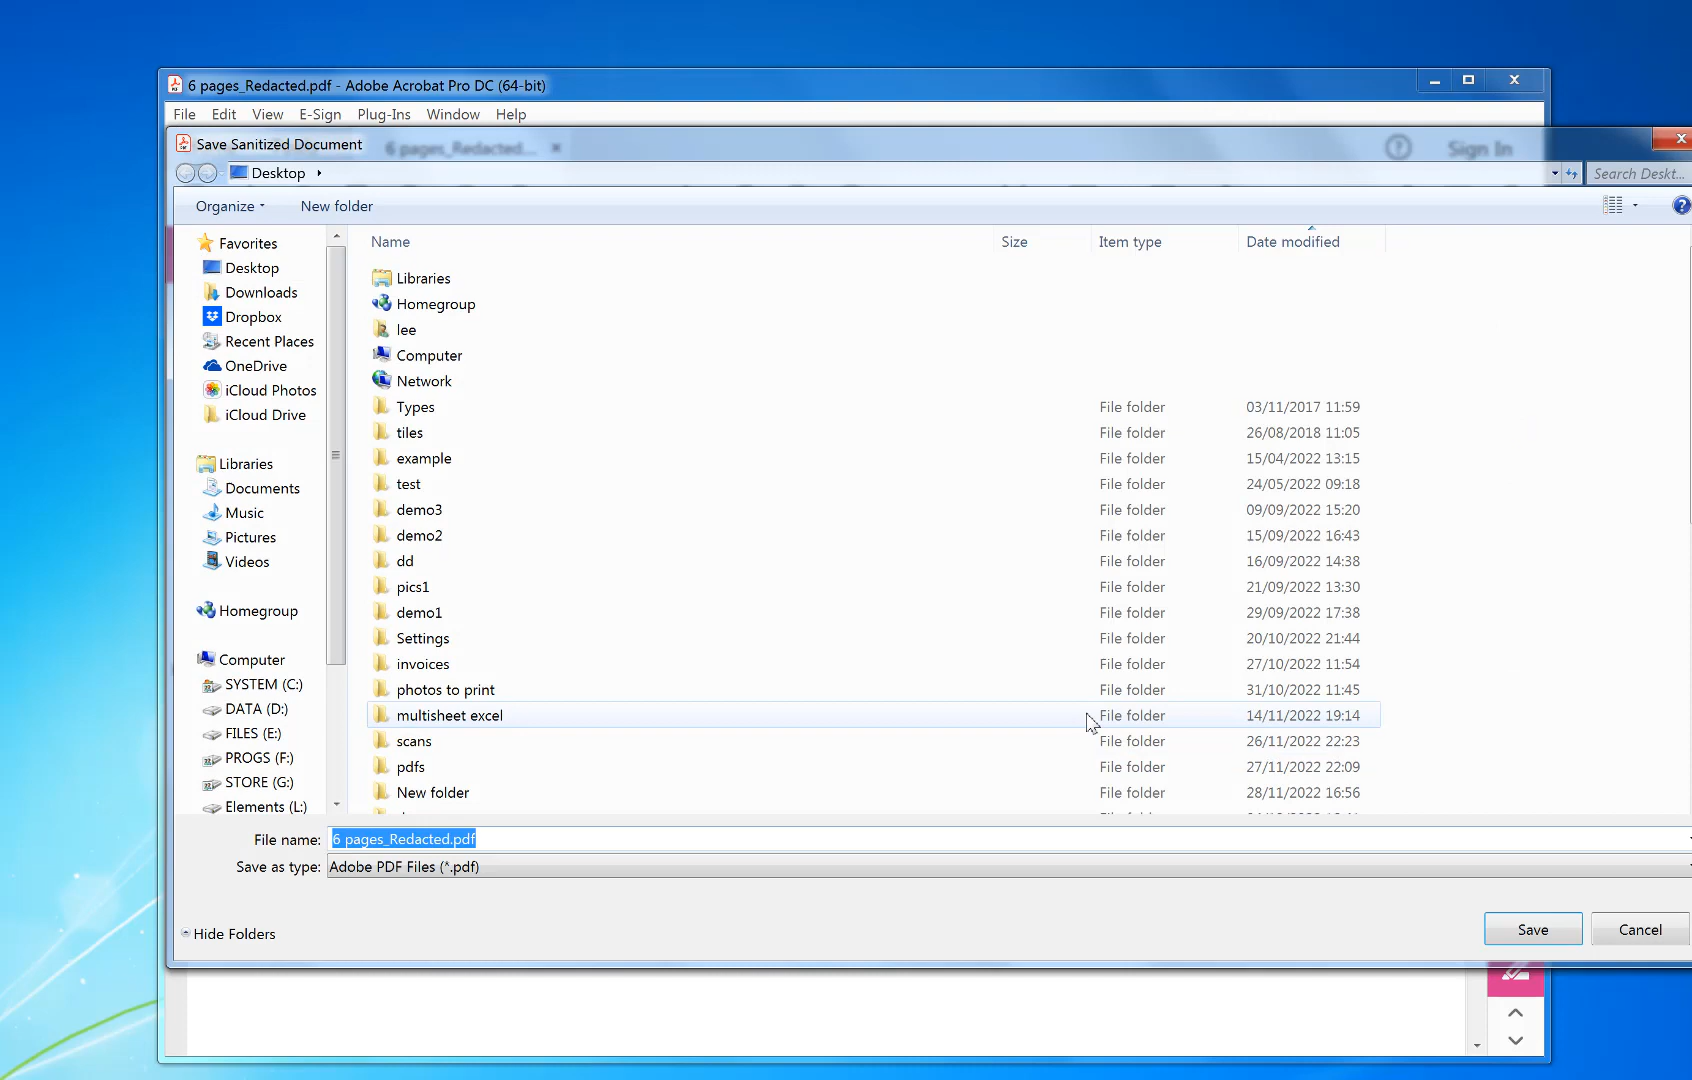 6 pages_Redacted.pdf - Adobe Acrobat Pro DC (64-bit)
File Edit View E-Sign Plug-Ins Window Help
Save Sanitized Document
6 pages_Redacted...
Sign In
Desktop
Search Deskt...
Organize New folder
Name Size Item type Date modified
Favorites
Desktop
Downloads
Dropbox
Recent Places
OneDrive
iCloud Photos
iCloud Drive
Libraries
Documents
Music
Pictures
Videos
Homegroup
Computer
SYSTEM (C:)
DATA (D:)
FILES (E:)
PROGS (F:)
STORE (G:)
Elements (L:)
Libraries
Homegroup
lee
Computer
Network
Types File folder 03/11/2017 11:59
tiles File folder 26/08/2018 11:05
example File folder 15/04/2022 13:15
test File folder 24/05/2022 09:18
demo3 File folder 09/09/2022 15:20
demo2 File folder 15/09/2022 16:43
dd File folder 16/09/2022 14:38
pics1 File folder 21/09/2022 13:30
demo1 File folder 29/09/2022 17:38
Settings File folder 20/10/2022 21:44
invoices File folder 27/10/2022 11:54
photos to print File folder 31/10/2022 11:45
multisheet excel File folder 14/11/2022 19:14
scans File folder 26/11/2022 22:23
pdfs File folder 27/11/2022 22:09
New folder File folder 28/11/2022 16:56
File name: 6 pages_Redacted.pdf
Save as type: Adobe PDF Files (*.pdf)
Hide Folders
Save Cancel